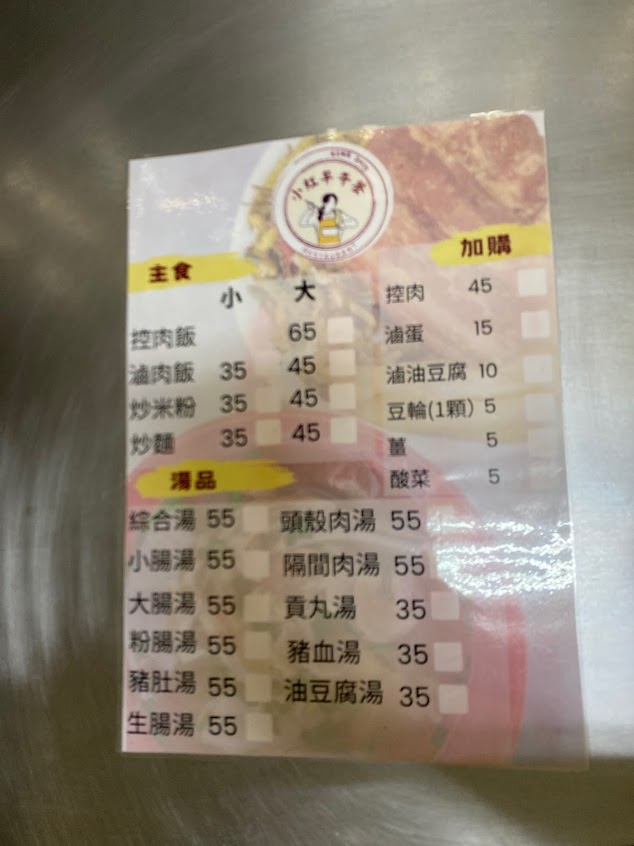 小紅早午餐
主食
小 大
控肉飯 65
滷肉飯 35 45
炒米粉 35 45
炒麵 35 45
加購
控肉 45
滷蛋 15
滷油豆腐 10
豆輪(1顆) 5
薑 5
酸菜 5
湯品
綜合湯 55
小腸湯 55
大腸湯 55
粉腸湯 55
豬肚湯 55
生腸湯 55
頭殼肉湯 55
隔間肉湯 55
貢丸湯 35
豬血湯 35
油豆腐湯 35